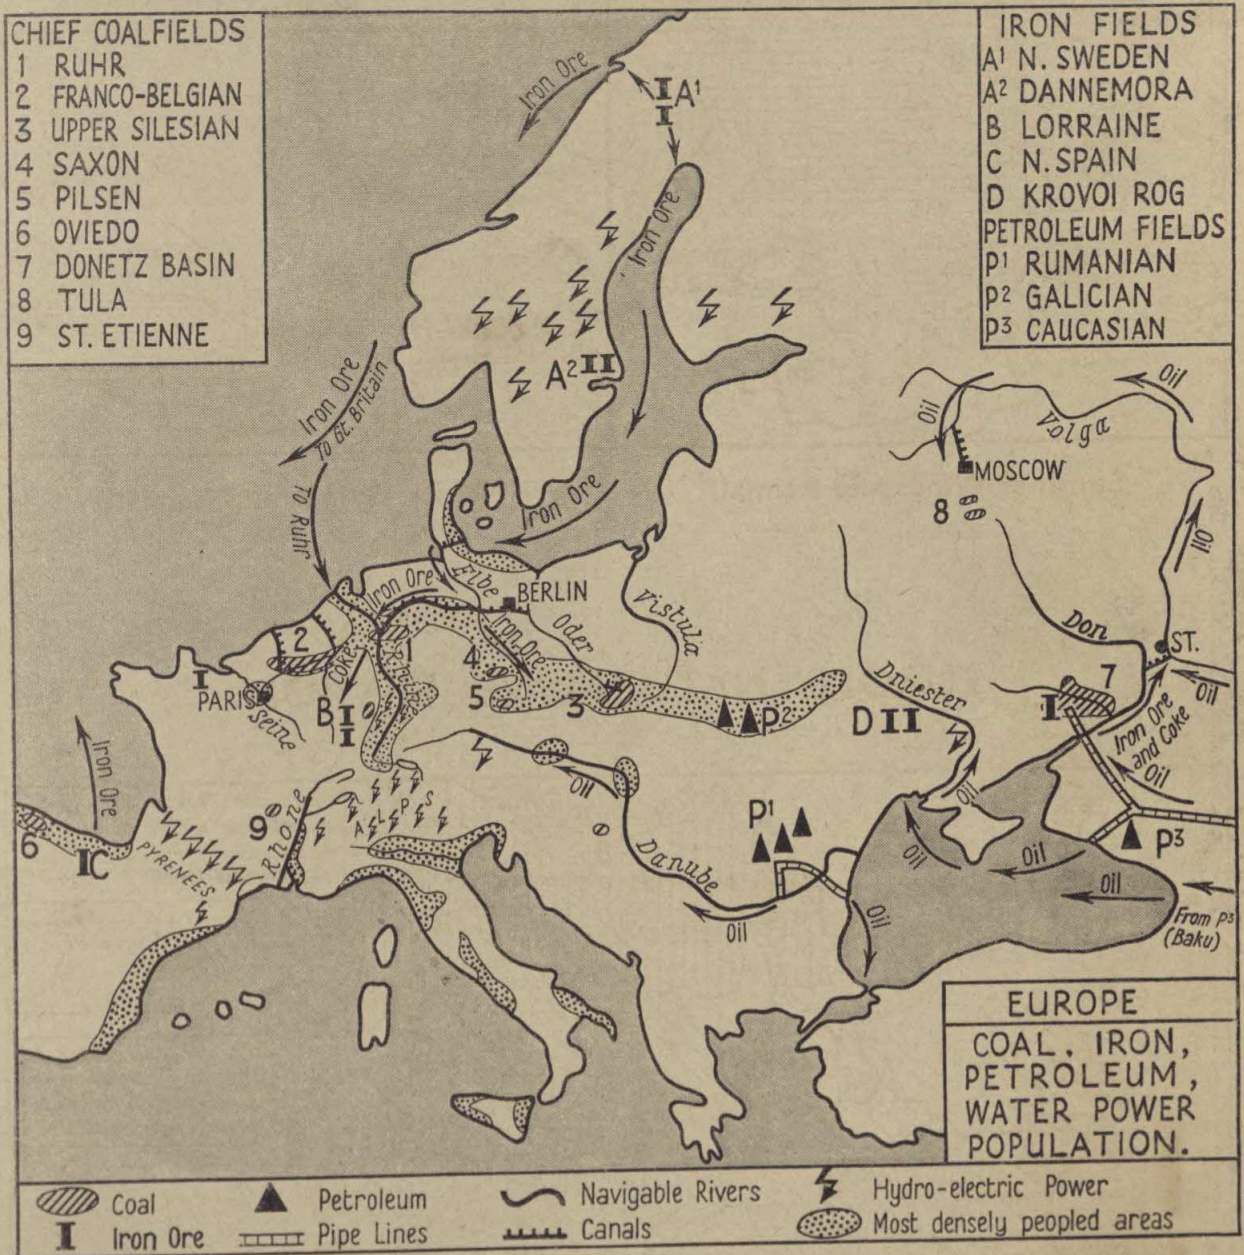 CHIEF COALFIELDS
1 RUHR
2 FRANCO-BELGIAN
3 UPPER SILESIAN
4 SAXON
5 PILSEN
6 OVIEDO
7 DONETZ BASIN
8 TULA
9 ST. ETIENNE
IRON FIELDS
A1 N. SWEDEN
A2 DANNEMORA
B LORRAINE
C N. SPAIN
D KROVOI ROG
PETROLEUM FIELDS
P1 RUMANIAN
P2 GALICIAN
P3 CAUCASIAN
Iron Ore
A1
Iron Ore
A2
Iron Ore
To Gt. Britain
To Ruhr
Iron Ore
Oil
Oil
Volga
MOSCOW
8
Oil
Iron Ore
Elbe
BERLIN
Oder
Vistula
Iron Ore
Don
ST.
Oil
2
Coke
1
Rhine
4
5
3
P2
Dniester
D
7
Iron Ore
and Coke
Oil
PARIS
Seine
B
Iron Ore
6
C
PYRENEES
9
Rhone
ALPS
Oil
Danube
P1
Oil
Oil
Oil
Oil
Oil
Oil
P3
From P3
(Baku)
EUROPE
COAL, IRON,
PETROLEUM,
WATER POWER
POPULATION.
Coal
Petroleum
Navigable Rivers
Hydro-electric Power
Iron Ore
Pipe Lines
Canals
Most densely peopled areas